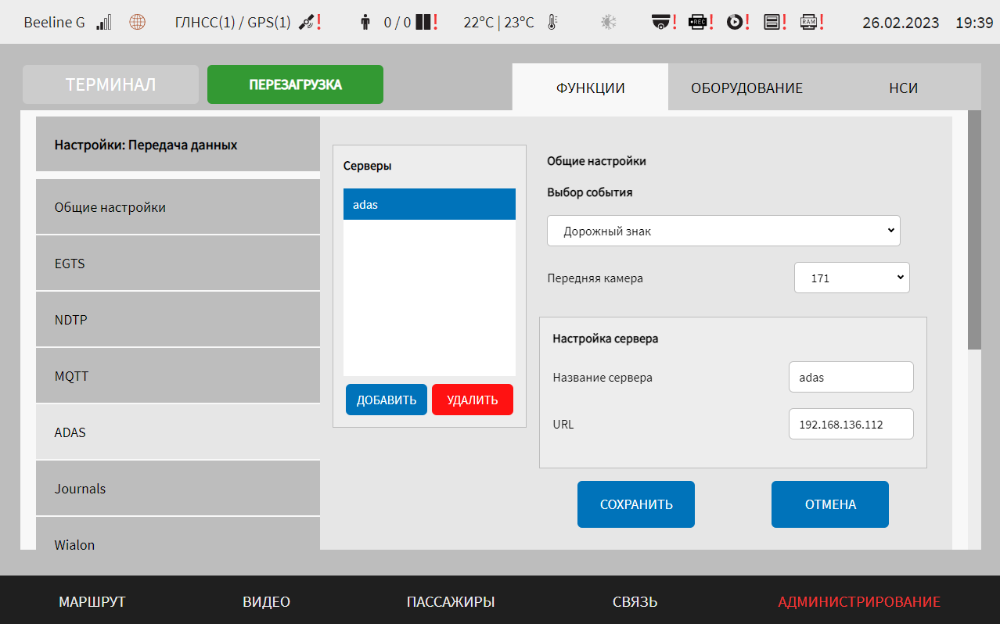 Beeline G ГЛНСС(1) / GPS(1) ! 0 / 0 ! 22°C | 23°C ! REC ! ! ! RAM ! 26.02.2023 19:39
ТЕРМИНАЛ ПЕРЕЗАГРУЗКА ФУНКЦИИ ОБОРУДОВАНИЕ НСИ
Настройки: Передача данных
Общие настройки
EGTS
NDTP
MQTT
ADAS
Journals
Wialon
Серверы
adas
ДОБАВИТЬ УДАЛИТЬ
Общие настройки
Выбор события
Дорожный знак
Передняя камера 171
Настройка сервера
Название сервера adas
URL 192.168.136.112
СОХРАНИТЬ ОТМЕНА
МАРШРУТ ВИДЕО ПАССАЖИРЫ СВЯЗЬ АДМИНИСТРИРОВАНИЕ